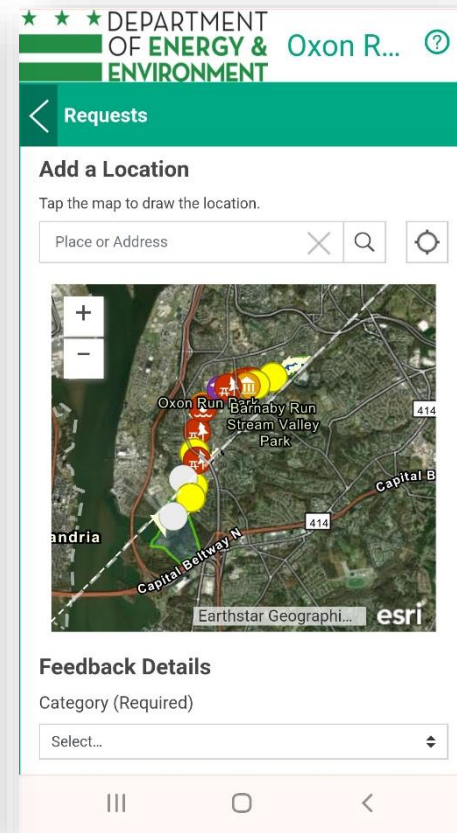 DEPARTMENT
OF ENERGY &
ENVIRONMENT
Oxon R... ?
Requests
Add a Location
Tap the map to draw the location.
Place or Address
+
−
Oxon Run Park
Barnaby Run
Stream Valley
Park
414
Capital B
414
andria
Capital Beltway N
Earthstar Geographi...
esri
Feedback Details
Category (Required)
Select...